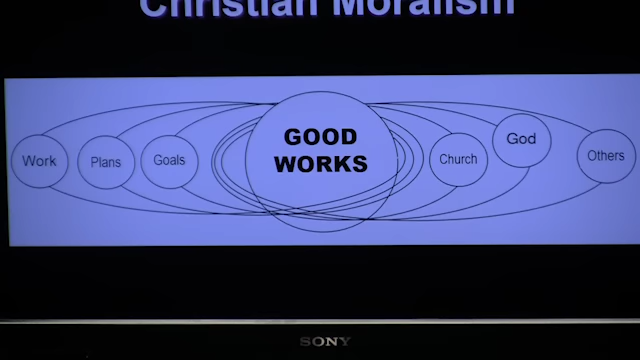 Christian Moralism
GOOD
WORKS
Work
Plans
Goals
Church
God
Others
SONY